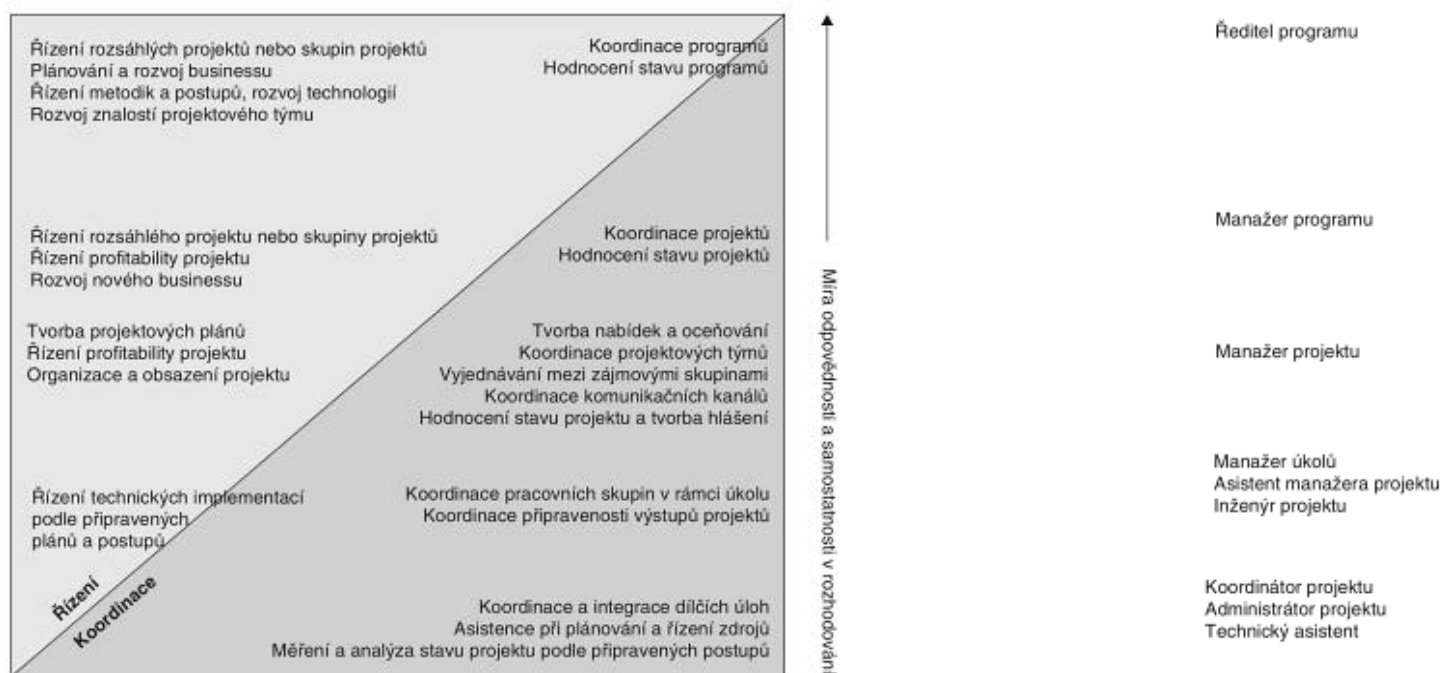 Řízení rozsáhlých projektů nebo skupin projektů
Plánování a rozvoj businessu
Řízení metodik a postupů, rozvoj technologií
Rozvoj znalostí projektového týmu
Koordinace programů
Hodnocení stavu programů
Ředitel programu
Řízení rozsáhlého projektu nebo skupiny projektů
Řízení profitability projektu
Rozvoj nového businessu
Koordinace projektů
Hodnocení stavu projektů
Manažer programu
Tvorba projektových plánů
Řízení profitability projektu
Organizace a obsazení projektu
Tvorba nabídek a oceňování
Koordinace projektových týmů
Vyjednávání mezi zájmovými skupinami
Koordinace komunikačních kanálů
Hodnocení stavu projektu a tvorba hlášení
Manažer projektu
Řízení technických implementací
podle připravených
plánů a postupů
Koordinace pracovních skupin v rámci úkolu
Koordinace připravenosti výstupů projektů
Manažer úkolů
Asistent manažera projektu
Inženýr projektu
Řízení
Koordinace
Koordinace a integrace dílčích úloh
Asistence při plánování a řízení zdrojů
Měření a analýza stavu projektu podle připravených postupů
Koordinátor projektu
Administrátor projektu
Technický asistent
Míra odpovědnosti a samostatnosti v rozhodování